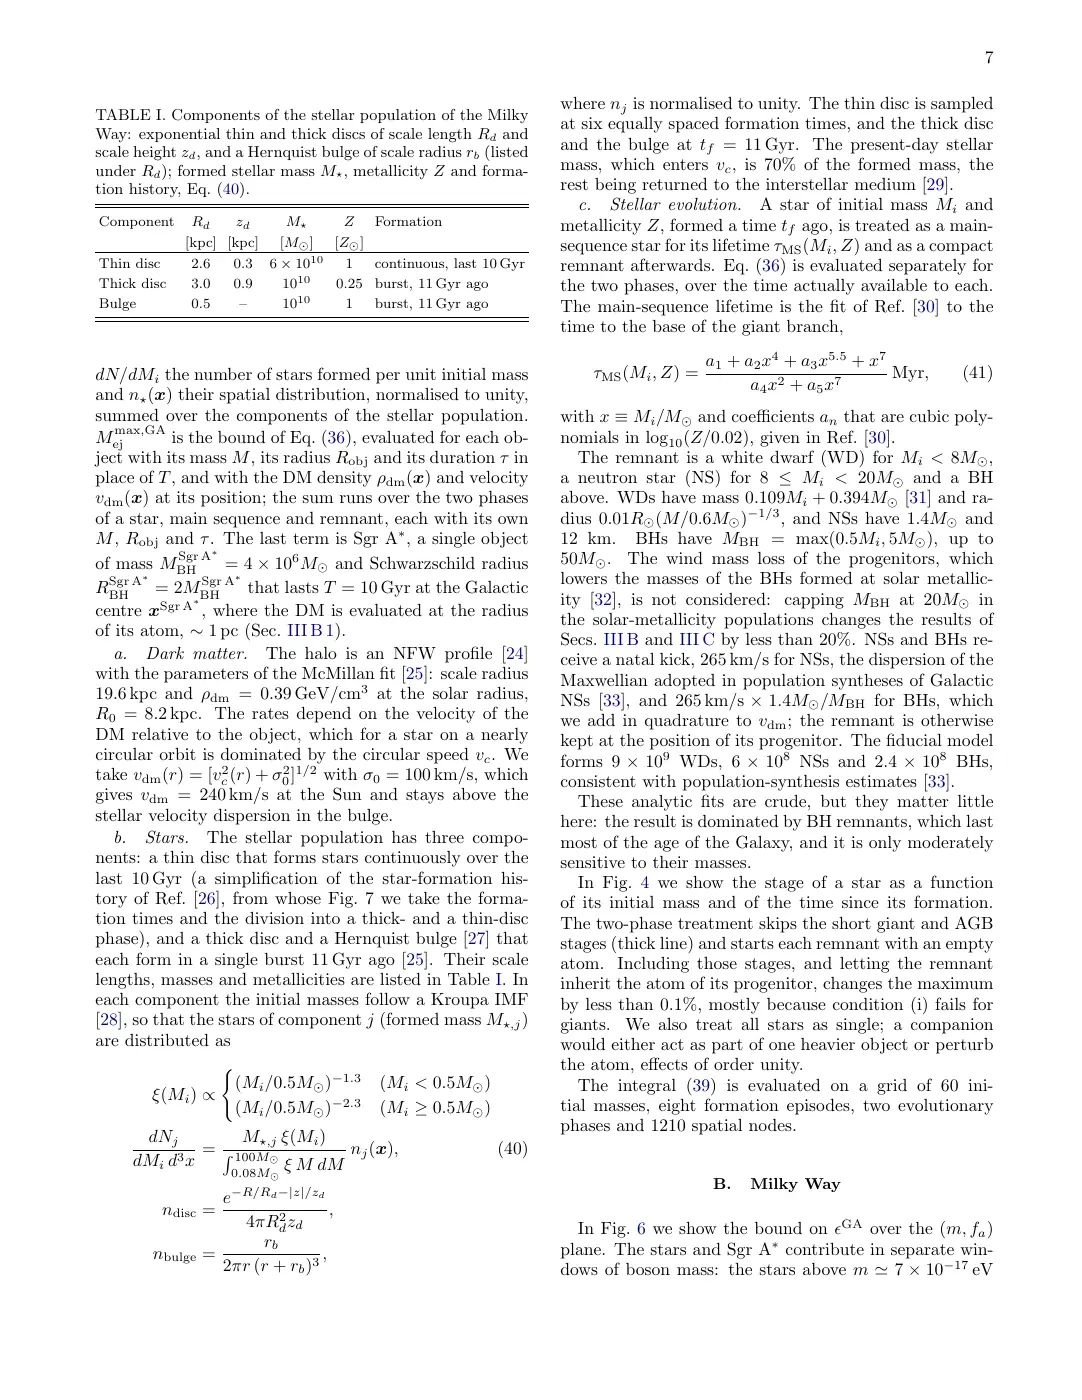 7
TABLE I. Components of the stellar population of the Milky
Way: exponential thin and thick discs of scale length R_d and
scale height z_d, and a Hernquist bulge of scale radius r_b (listed
under R_d); formed stellar mass M_⋆, metallicity Z and forma-
tion history, Eq. (40).
Component R_d z_d M_⋆ Z Formation
[kpc] [kpc] [M_⊙] [Z_⊙]
Thin disc 2.6 0.3 6 × 10^10 1 continuous, last 10 Gyr
Thick disc 3.0 0.9 10^10 0.25 burst, 11 Gyr ago
Bulge 0.5 – 10^10 1 burst, 11 Gyr ago
dN/dM_i the number of stars formed per unit initial mass
and n_⋆(x) their spatial distribution, normalised to unity,
summed over the components of the stellar population.
M_ej^max,GA is the bound of Eq. (36), evaluated for each ob-
ject with its mass M, its radius R_obj and its duration τ in
place of T, and with the DM density ρ_dm(x) and velocity
v_dm(x) at its position; the sum runs over the two phases
of a star, main sequence and remnant, each with its own
M, R_obj and τ. The last term is Sgr A*, a single object
of mass M_BH^Sgr A* = 4 × 10^6 M_⊙ and Schwarzschild radius
R_BH^Sgr A* = 2M_BH^Sgr A* that lasts T = 10 Gyr at the Galactic
centre x^Sgr A*, where the DM is evaluated at the radius
of its atom, ∼ 1 pc (Sec. III B 1).
a. Dark matter. The halo is an NFW profile [24]
with the parameters of the McMillan fit [25]: scale radius
19.6 kpc and ρ_dm = 0.39 GeV/cm^3 at the solar radius,
R_0 = 8.2 kpc. The rates depend on the velocity of the
DM relative to the object, which for a star on a nearly
circular orbit is dominated by the circular speed v_c. We
take v_dm(r) = [v_c^2(r) + σ_0^2]^1/2 with σ_0 = 100 km/s, which
gives v_dm = 240 km/s at the Sun and stays above the
stellar velocity dispersion in the bulge.
b. Stars. The stellar population has three compo-
nents: a thin disc that forms stars continuously over the
last 10 Gyr (a simplification of the star-formation his-
tory of Ref. [26], from whose Fig. 7 we take the forma-
tion times and the division into a thick- and a thin-disc
phase), and a thick disc and a Hernquist bulge [27] that
each form in a single burst 11 Gyr ago [25]. Their scale
lengths, masses and metallicities are listed in Table I. In
each component the initial masses follow a Kroupa IMF
[28], so that the stars of component j (formed mass M_⋆,j)
are distributed as
ξ(M_i) ∝ { (M_i/0.5M_⊙)^−1.3 (M_i < 0.5M_⊙)
(M_i/0.5M_⊙)^−2.3 (M_i ≥ 0.5M_⊙)
dN_j / dM_i d^3x = M_⋆,j ξ(M_i) / ∫_0.08M_⊙^100M_⊙ ξ M dM n_j(x), (40)
n_disc = e^−R/R_d−|z|/z_d / 4πR_d^2 z_d,
n_bulge = r_b / 2πr (r + r_b)^3,
where n_j is normalised to unity. The thin disc is sampled
at six equally spaced formation times, and the thick disc
and the bulge at t_f = 11 Gyr. The present-day stellar
mass, which enters v_c, is 70% of the formed mass, the
rest being returned to the interstellar medium [29].
c. Stellar evolution. A star of initial mass M_i and
metallicity Z, formed a time t_f ago, is treated as a main-
sequence star for its lifetime τ_MS(M_i, Z) and as a compact
remnant afterwards. Eq. (36) is evaluated separately for
the two phases, over the time actually available to each.
The main-sequence lifetime is the fit of Ref. [30] to the
time to the base of the giant branch,
τ_MS(M_i, Z) = a_1 + a_2x^4 + a_3x^5.5 + x^7 / a_4x^2 + a_5x^7 Myr, (41)
with x ≡ M_i/M_⊙ and coefficients a_n that are cubic poly-
nomials in log_10(Z/0.02), given in Ref. [30].
The remnant is a white dwarf (WD) for M_i < 8M_⊙,
a neutron star (NS) for 8 ≤ M_i < 20M_⊙ and a BH
above. WDs have mass 0.109M_i + 0.394M_⊙ [31] and ra-
dius 0.01R_⊙(M/0.6M_⊙)^−1/3, and NSs have 1.4M_⊙ and
12 km. BHs have M_BH = max(0.5M_i, 5M_⊙), up to
50M_⊙. The wind mass loss of the progenitors, which
lowers the masses of the BHs formed at solar metallic-
ity [32], is not considered: capping M_BH at 20M_⊙ in
the solar-metallicity populations changes the results of
Secs. III B and III C by less than 20%. NSs and BHs re-
ceive a natal kick, 265 km/s for NSs, the dispersion of the
Maxwellian adopted in population syntheses of Galactic
NSs [33], and 265 km/s × 1.4M_⊙/M_BH for BHs, which
we add in quadrature to v_dm; the remnant is otherwise
kept at the position of its progenitor. The fiducial model
forms 9 × 10^9 WDs, 6 × 10^8 NSs and 2.4 × 10^8 BHs,
consistent with population-synthesis estimates [33].
These analytic fits are crude, but they matter little
here: the result is dominated by BH remnants, which last
most of the age of the Galaxy, and it is only moderately
sensitive to their masses.
In Fig. 4 we show the stage of a star as a function
of its initial mass and of the time since its formation.
The two-phase treatment skips the short giant and AGB
stages (thick line) and starts each remnant with an empty
atom. Including those stages, and letting the remnant
inherit the atom of its progenitor, changes the maximum
by less than 0.1%, mostly because condition (i) fails for
giants. We also treat all stars as single; a companion
would either act as part of one heavier object or perturb
the atom, effects of order unity.
The integral (39) is evaluated on a grid of 60 ini-
tial masses, eight formation episodes, two evolutionary
phases and 1210 spatial nodes.
B. Milky Way
In Fig. 6 we show the bound on ϵ^GA over the (m, f_a)
plane. The stars and Sgr A* contribute in separate win-
dows of boson mass: the stars above m ≃ 7 × 10^−17 eV